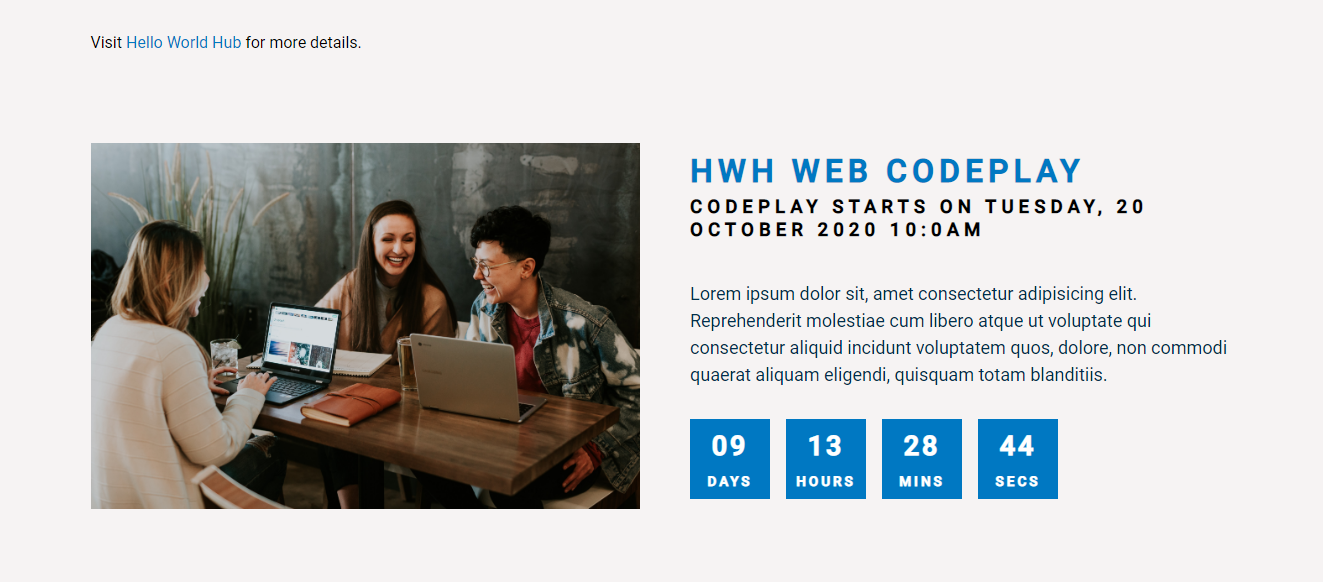 Visit Hello World Hub for more details.
HWH WEB CODEPLAY
CODEPLAY STARTS ON TUESDAY, 20
OCTOBER 2020 10:0AM
Lorem ipsum dolor sit, amet consectetur adipisicing elit.
Reprehenderit molestiae cum libero atque ut voluptate qui
consectetur aliquid incidunt voluptatem quos, dolore, non commodi
quaerat aliquam eligendi, quisquam totam blanditiis.
09 13 28 44
DAYS HOURS MINS SECS